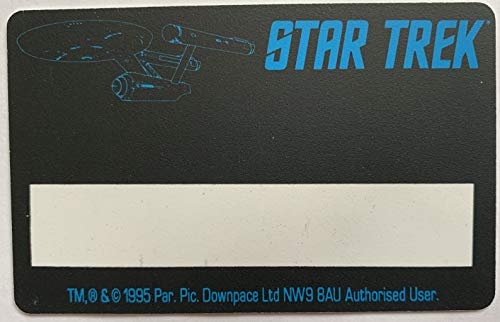 STAR TREK®
TM,® & © 1995 Par. Pic. Downpace Ltd NW9 8AU Authorised User.